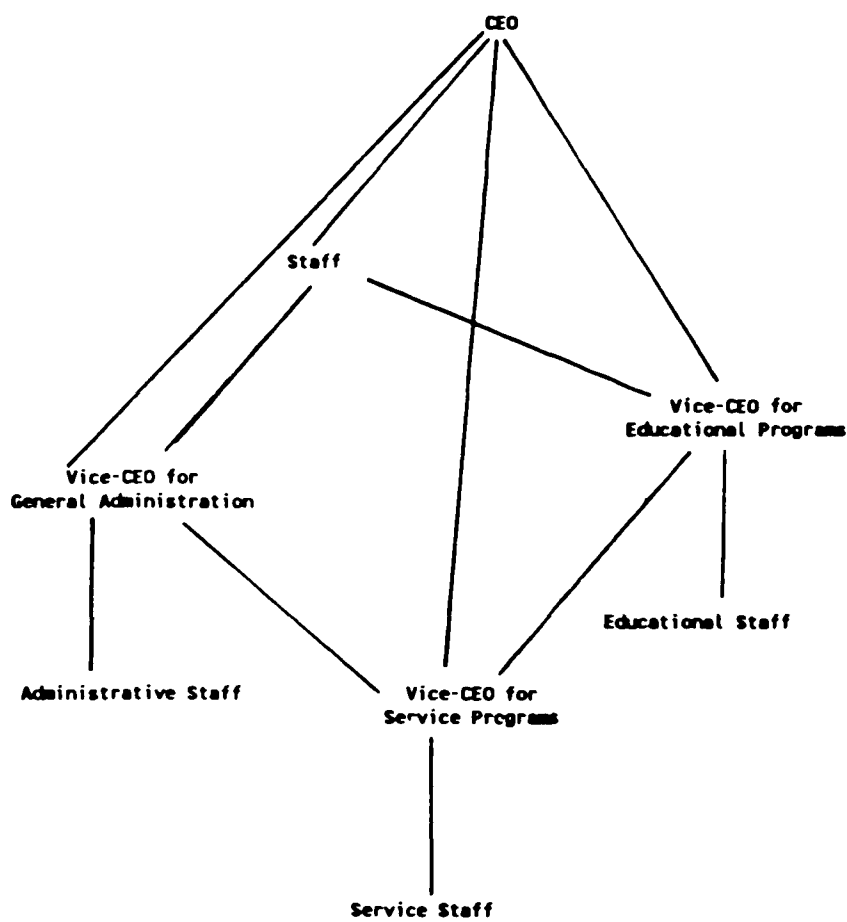 CEO
Staff
Vice-CEO for
Educational Programs
Vice-CEO for
General Administration
Educational Staff
Administrative Staff
Vice-CEO for
Service Programs
Service Staff